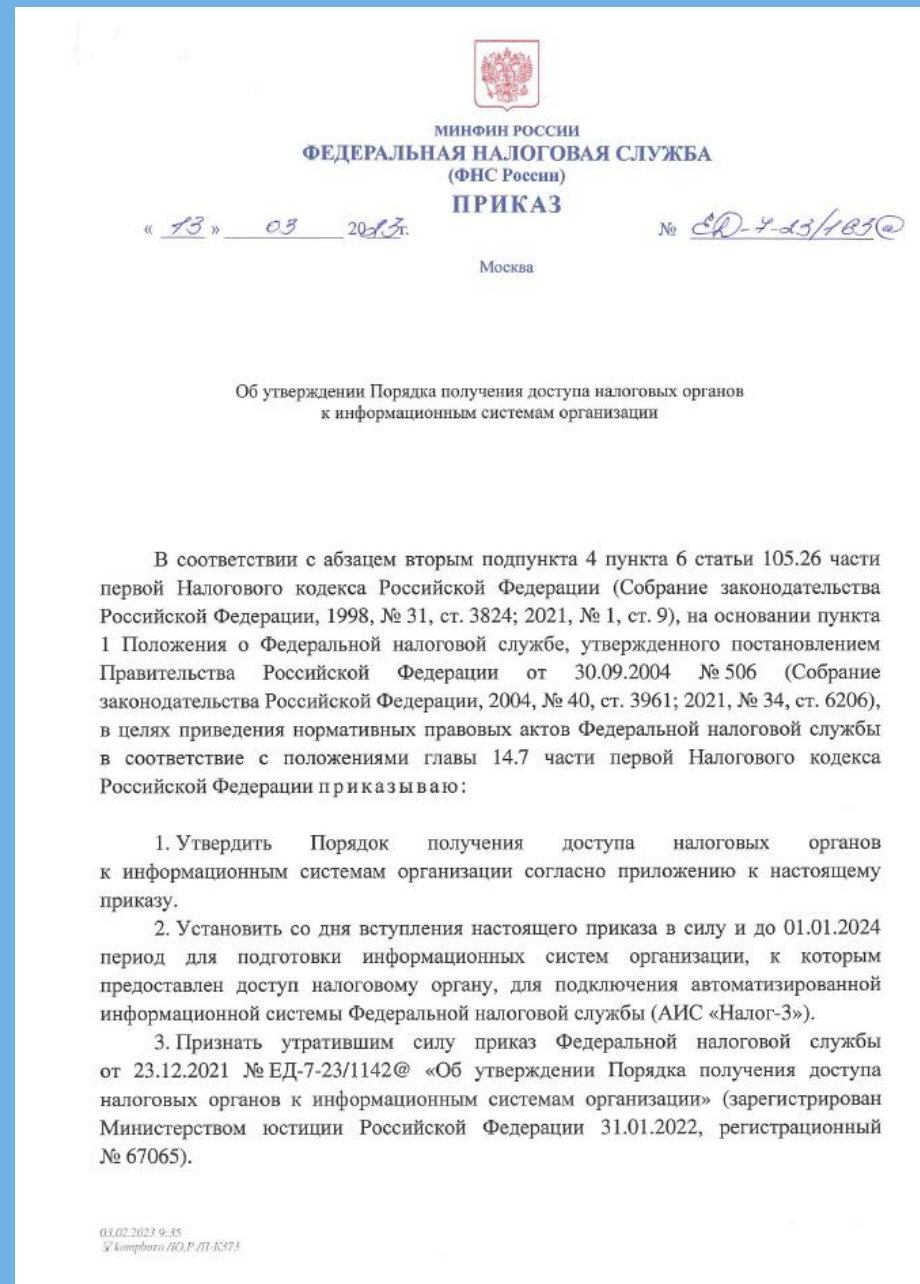 МИНФИН РОССИИ
ФЕДЕРАЛЬНАЯ НАЛОГОВАЯ СЛУЖБА
(ФНС России)
ПРИКАЗ
« 13 » 03 2023г.
№ ЕД-7-23/163@
Москва
Об утверждении Порядка получения доступа налоговых органов
к информационным системам организации
В соответствии с абзацем вторым подпункта 4 пункта 6 статьи 105.26 части
первой Налогового кодекса Российской Федерации (Собрание законодательства
Российской Федерации, 1998, № 31, ст. 3824; 2021, № 1, ст. 9), на основании пункта
1 Положения о Федеральной налоговой службе, утвержденного постановлением
Правительства Российской Федерации от 30.09.2004 № 506 (Собрание
законодательства Российской Федерации, 2004, № 40, ст. 3961; 2021, № 34, ст. 6206),
в целях приведения нормативных правовых актов Федеральной налоговой службы
в соответствие с положениями главы 14.7 части первой Налогового кодекса
Российской Федерации приказываю:
1. Утвердить Порядок получения доступа налоговых органов
к информационным системам организации согласно приложению к настоящему
приказу.
2. Установить со дня вступления настоящего приказа в силу и до 01.01.2024
период для подготовки информационных систем организации, к которым
предоставлен доступ налоговому органу, для подключения автоматизированной
информационной системы Федеральной налоговой службы (АИС «Налог-3»).
3. Признать утратившим силу приказ Федеральной налоговой службы
от 23.12.2021 № ЕД-7-23/1142@ «Об утверждении Порядка получения доступа
налоговых органов к информационным системам организации» (зарегистрирован
Министерством юстиции Российской Федерации 31.01.2022, регистрационный
№ 67065).
03.02.2023 9:35